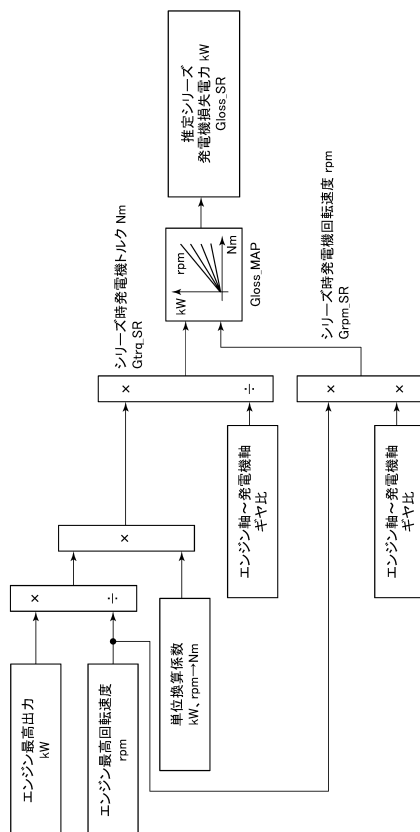 エンジン最高出力
kW
エンジン最高回転速度
rpm
×
÷
単位換算係数
kW、rpm→Nm
×
エンジン軸～発電機軸
ギヤ比
×
÷
シリーズ時発電機トルク Nm
Gtrq_SR
エンジン軸～発電機軸
ギヤ比
×
×
シリーズ時発電機回転速度 rpm
Grpm_SR
kW
rpm
Nm
Gloss_MAP
推定シリーズ
発電機損失電力 kW
Gloss_SR